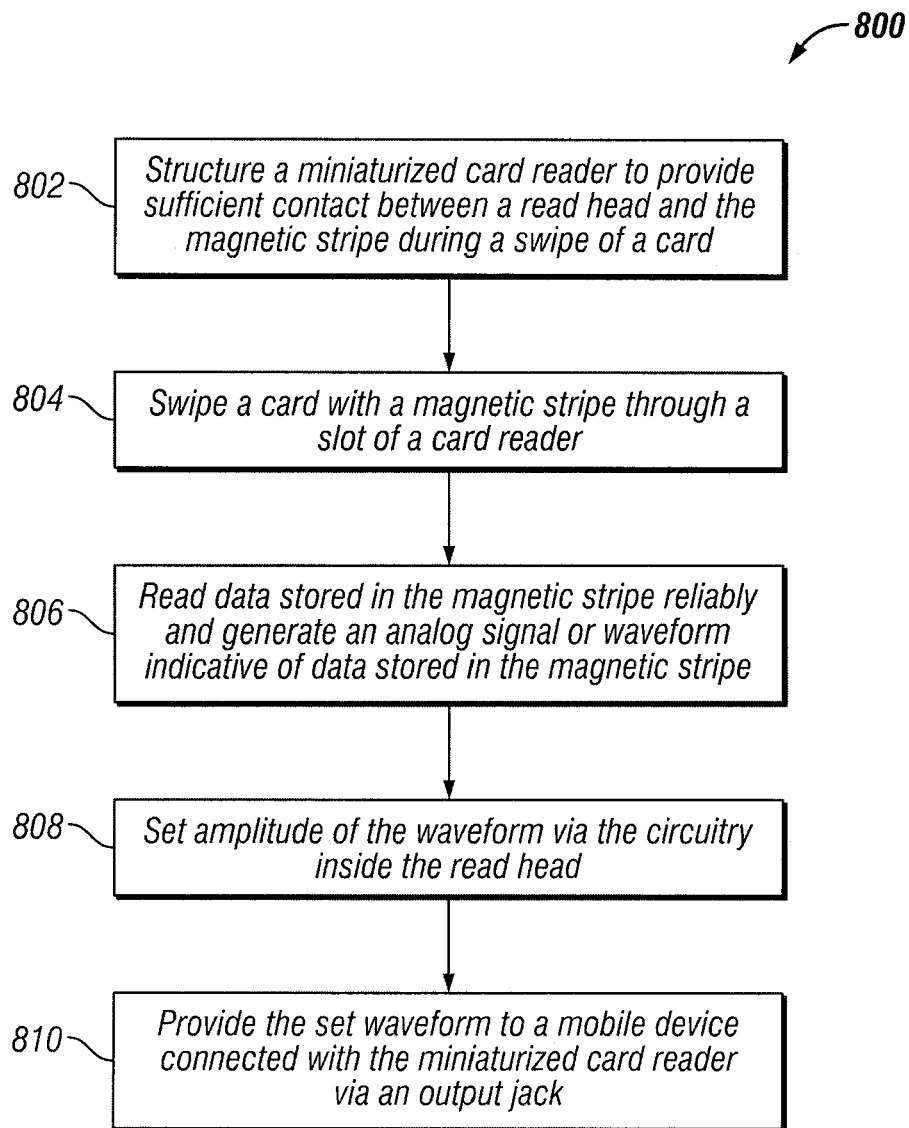 800
802
Structure a miniaturized card reader to provide
sufficient contact between a read head and the
magnetic stripe during a swipe of a card
804
Swipe a card with a magnetic stripe through a
slot of a card reader
806
Read data stored in the magnetic stripe reliably
and generate an analog signal or waveform
indicative of data stored in the magnetic stripe
808
Set amplitude of the waveform via the circuitry
inside the read head
810
Provide the set waveform to a mobile device
connected with the miniaturized card reader
via an output jack